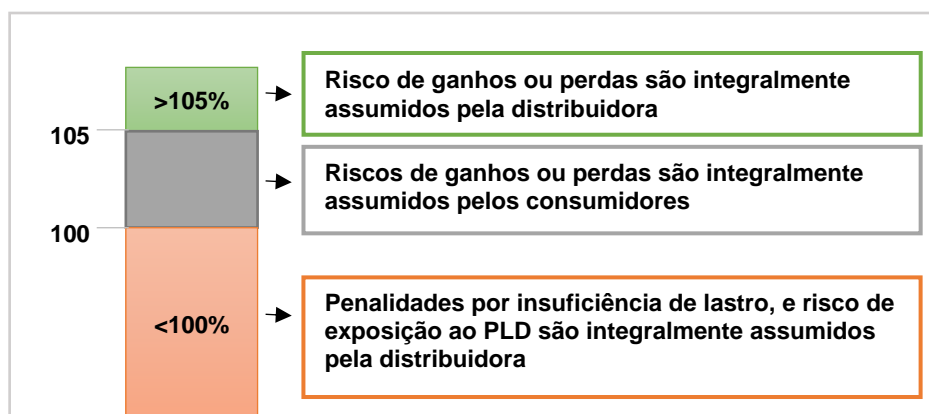 >105%
Risco de ganhos ou perdas são integralmente
assumidos pela distribuidora
105
Riscos de ganhos ou perdas são integralmente
assumidos pelos consumidores
100
<100%
Penalidades por insuficiência de lastro, e risco de
exposição ao PLD são integralmente assumidos
pela distribuidora